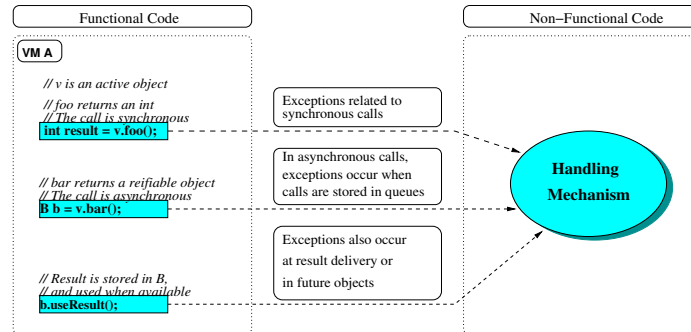 Functional Code
Non−Functional Code
VM A
// v is an active object
// foo returns an int
// The call is synchronous
int result = v.foo();
Exceptions related to
synchronous calls
In asynchronous calls,
exceptions occur when
calls are stored in queues
// bar returns a reifiable object
// The call is asynchronous
B b = v.bar();
Exceptions also occur
at result delivery or
in future objects
// Result is stored in B,
// and used when available
b.useResult();
Handling
Mechanism